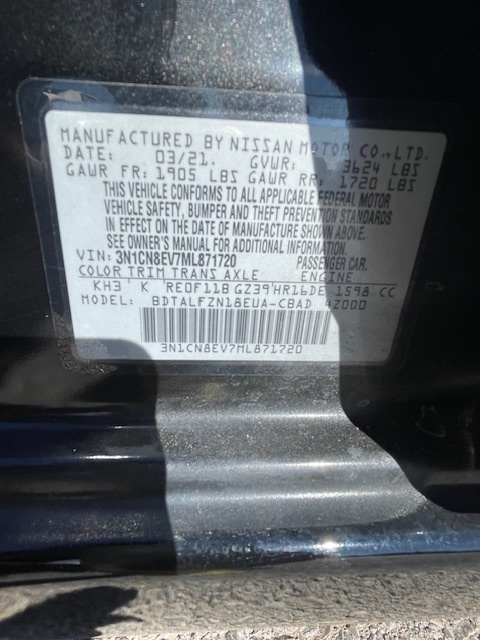 MANUFACTURED BY NISSAN MOTOR CO.,LTD.
DATE: 03/21. GVWR: 3624 LBS
GAWR FR: 1905 LBS GAWR RR: 1720 LBS
THIS VEHICLE CONFORMS TO ALL APPLICABLE FEDERAL MOTOR
VEHICLE SAFETY, BUMPER AND THEFT PREVENTION STANDARDS
IN EFFECT ON THE DATE OF MANUFACTURE SHOWN ABOVE.
SEE OWNER'S MANUAL FOR ADDITIONAL INFORMATION.
VIN: 3N1CN8EV7ML871720 PASSENGER CAR.
COLOR TRIM TRANS AXLE ENGINE
KH3 K RE0F11B GZ39 HR16DE 1598 CC
MODEL: BDTALFZN18EUA-CBAD 4Z000
3N1CN8EV7ML871720